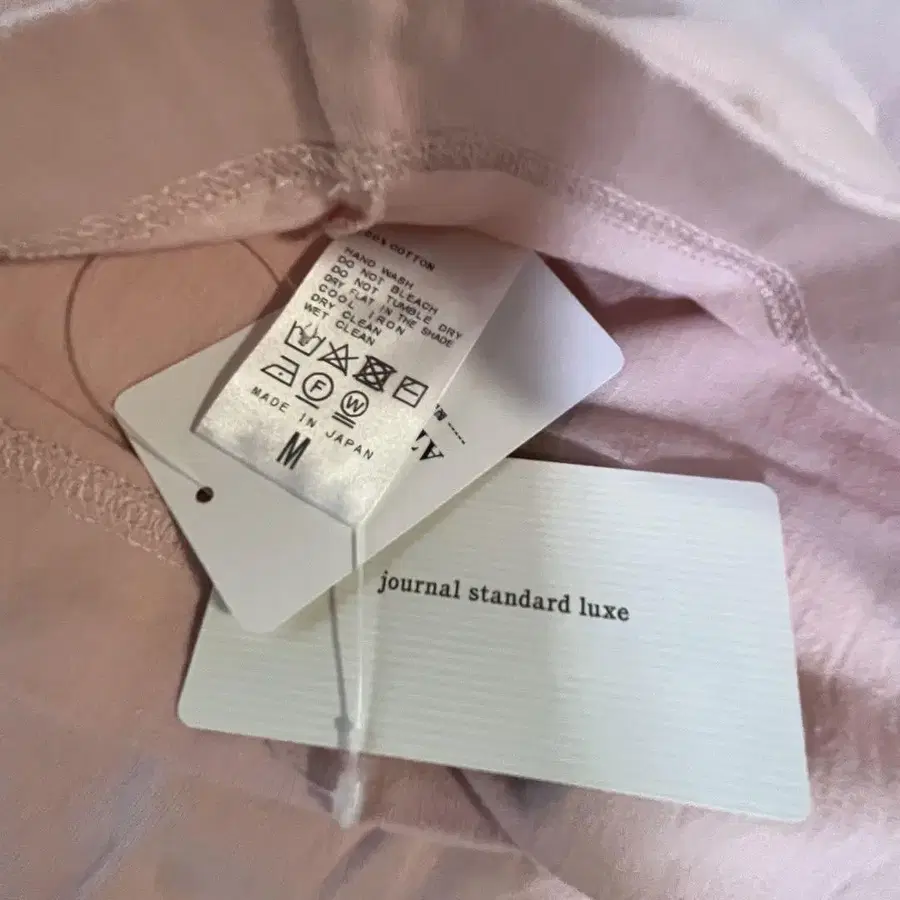 COTTON
HAND WASH
DO NOT BLEACH
DO NOT TUMBLE DRY
DRY FLAT IN THE SHADE
COOL IRON
DRY CLEAN
WET CLEAN
F
W
MADE IN JAPAN
M
journal standard luxe